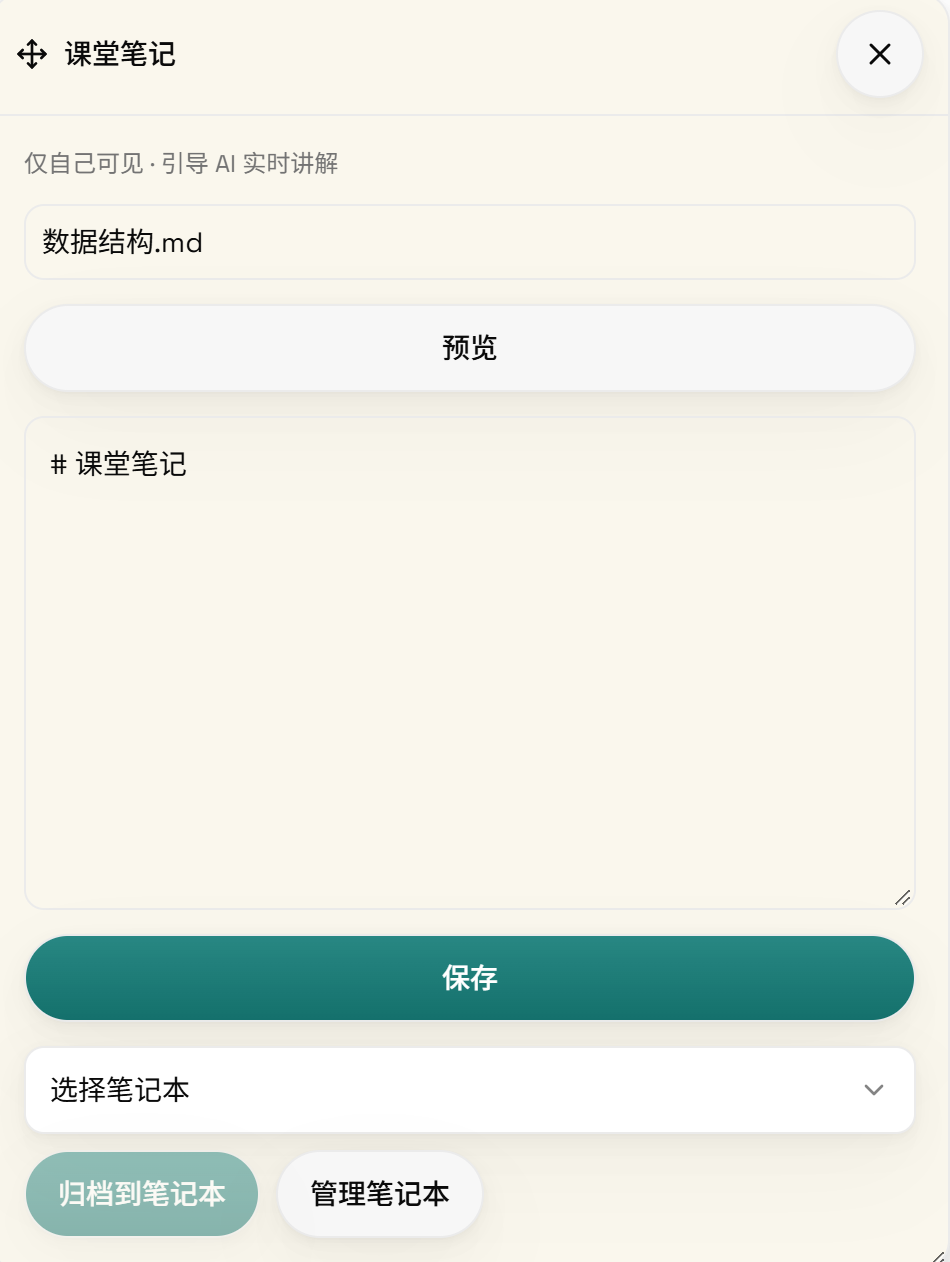 课堂笔记
仅自己可见 · 引导 AI 实时讲解
数据结构.md
预览
# 课堂笔记
保存
选择笔记本
归档到笔记本
管理笔记本